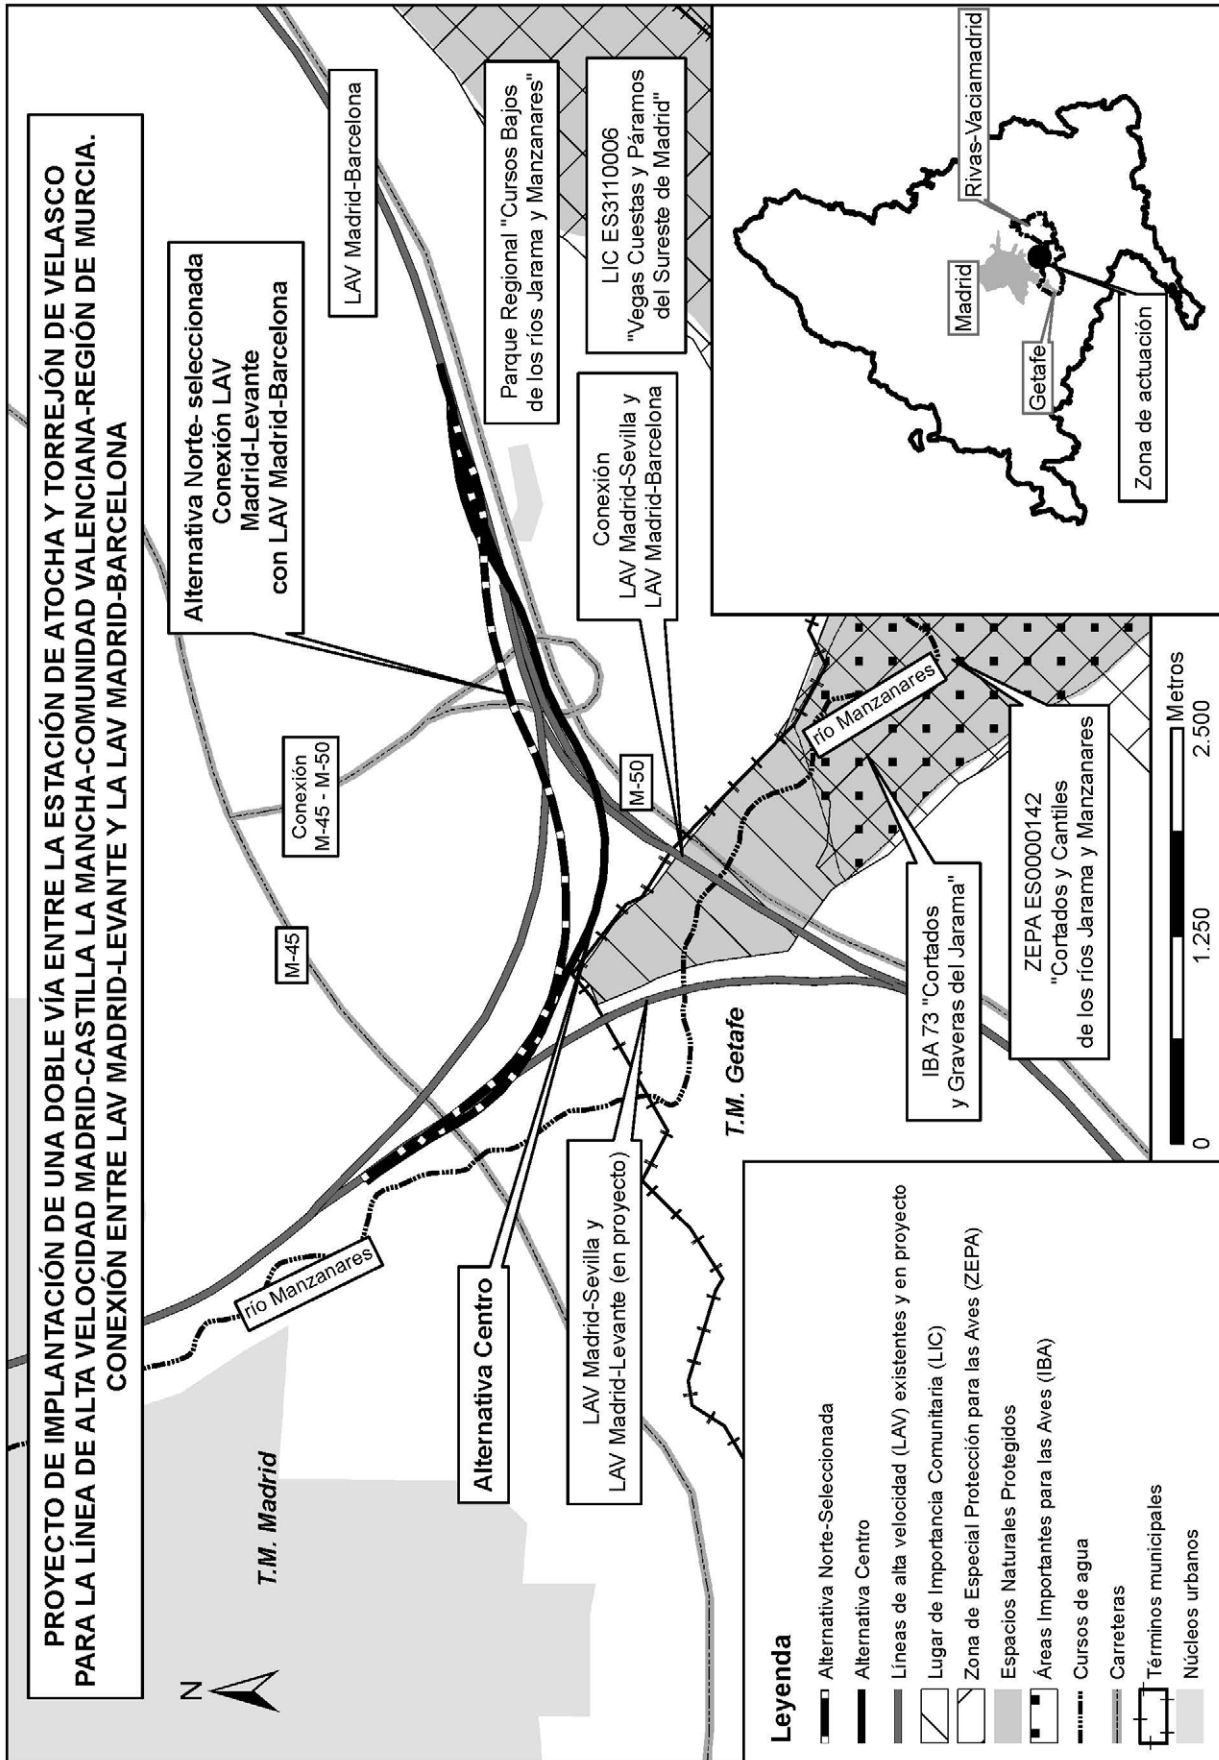 PROYECTO DE IMPLANTACIÓN DE UNA DOBLE VÍA ENTRE LA ESTACIÓN DE ATOCHA Y TORREJÓN DE VELASCO
PARA LA LÍNEA DE ALTA VELOCIDAD MADRID-CASTILLA LA MANCHA-COMUNIDAD VALENCIANA-REGIÓN DE MURCIA.
CONEXIÓN ENTRE LAV MADRID-LEVANTE Y LA LAV MADRID-BARCELONA
N
T.M. Madrid
río Manzanares
M-45
Conexión
M-45 - M-50
Alternativa Norte- seleccionada
Conexión LAV
Madrid-Levante
con LAV Madrid-Barcelona
LAV Madrid-Barcelona
Parque Regional "Cursos Bajos
de los ríos Jarama y Manzanares"
LIC ES3110006
"Vegas Cuestas y Páramos
del Sureste de Madrid"
Conexión
LAV Madrid-Sevilla y
LAV Madrid-Barcelona
M-50
Alternativa Centro
LAV Madrid-Sevilla y
LAV Madrid-Levante (en proyecto)
T.M. Getafe
río Manzanares
IBA 73 "Cortados
y Graveras del Jarama"
ZEPA ES0000142
"Cortados y Cantiles
de los ríos Jarama y Manzanares
Madrid
Rivas-Vaciamadrid
Getafe
Zona de actuación
Leyenda
Alternativa Norte-Seleccionada
Alternativa Centro
Líneas de alta velocidad (LAV) existentes y en proyecto
Lugar de Importancia Comunitaria (LIC)
Zona de Especial Protección para las Aves (ZEPA)
Espacios Naturales Protegidos
Áreas Importantes para las Aves (IBA)
Cursos de agua
Carreteras
Términos municipales
Núcleos urbanos
0 1.250 2.500
Metros